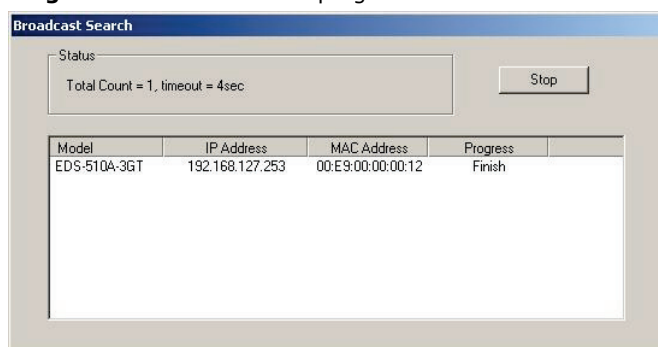 Broadcast Search
Status
Total Count = 1, timeout = 4sec
Stop
Model IP Address MAC Address Progress
EDS-510A-3GT 192.168.127.253 00:E9:00:00:00:12 Finish